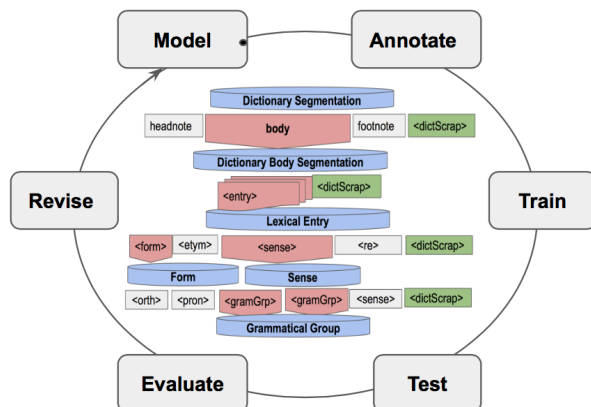 Model Annotate
Dictionary Segmentation
headnote body footnote <dictScrap>
Dictionary Body Segmentation
<entry> <dictScrap>
Revise Train
Lexical Entry
<form> <etym> <sense> <re> <dictScrap>
Form Sense
<orth> <pron> <gramGrp> <gramGrp> <sense> <dictScrap>
Grammatical Group
Evaluate Test